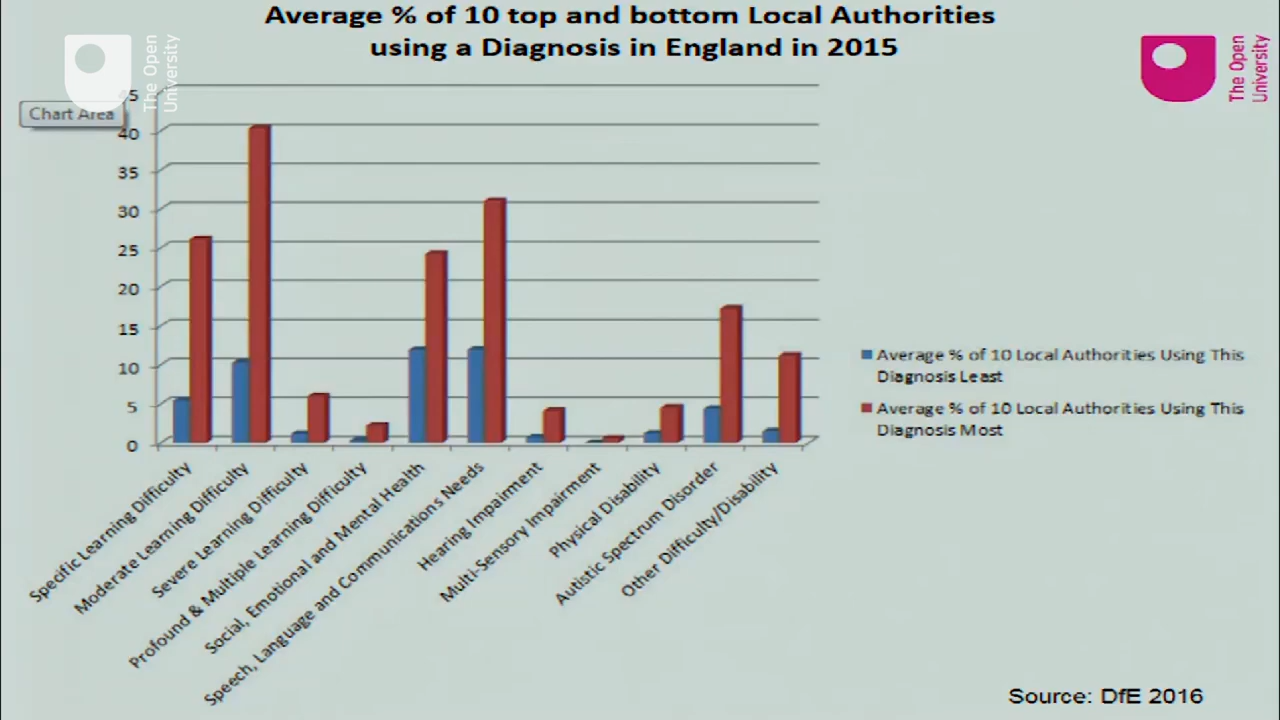 Average % of 10 top and bottom Local Authorities
using a Diagnosis in England in 2015
The Open
University
The Open
University
Chart Area
45
40
35
30
25
20
15
10
5
0
Average % of 10 Local Authorities Using This
Diagnosis Least
Average % of 10 Local Authorities Using This
Diagnosis Most
Specific Learning Difficulty
Moderate Learning Difficulty
Severe Learning Difficulty
Profound & Multiple Learning Difficulty
Social, Emotional and Mental Health
Speech, Language and Communications Needs
Hearing Impairment
Multi-Sensory Impairment
Physical Disability
Autistic Spectrum Disorder
Other Difficulty/Disability
Source: DfE 2016